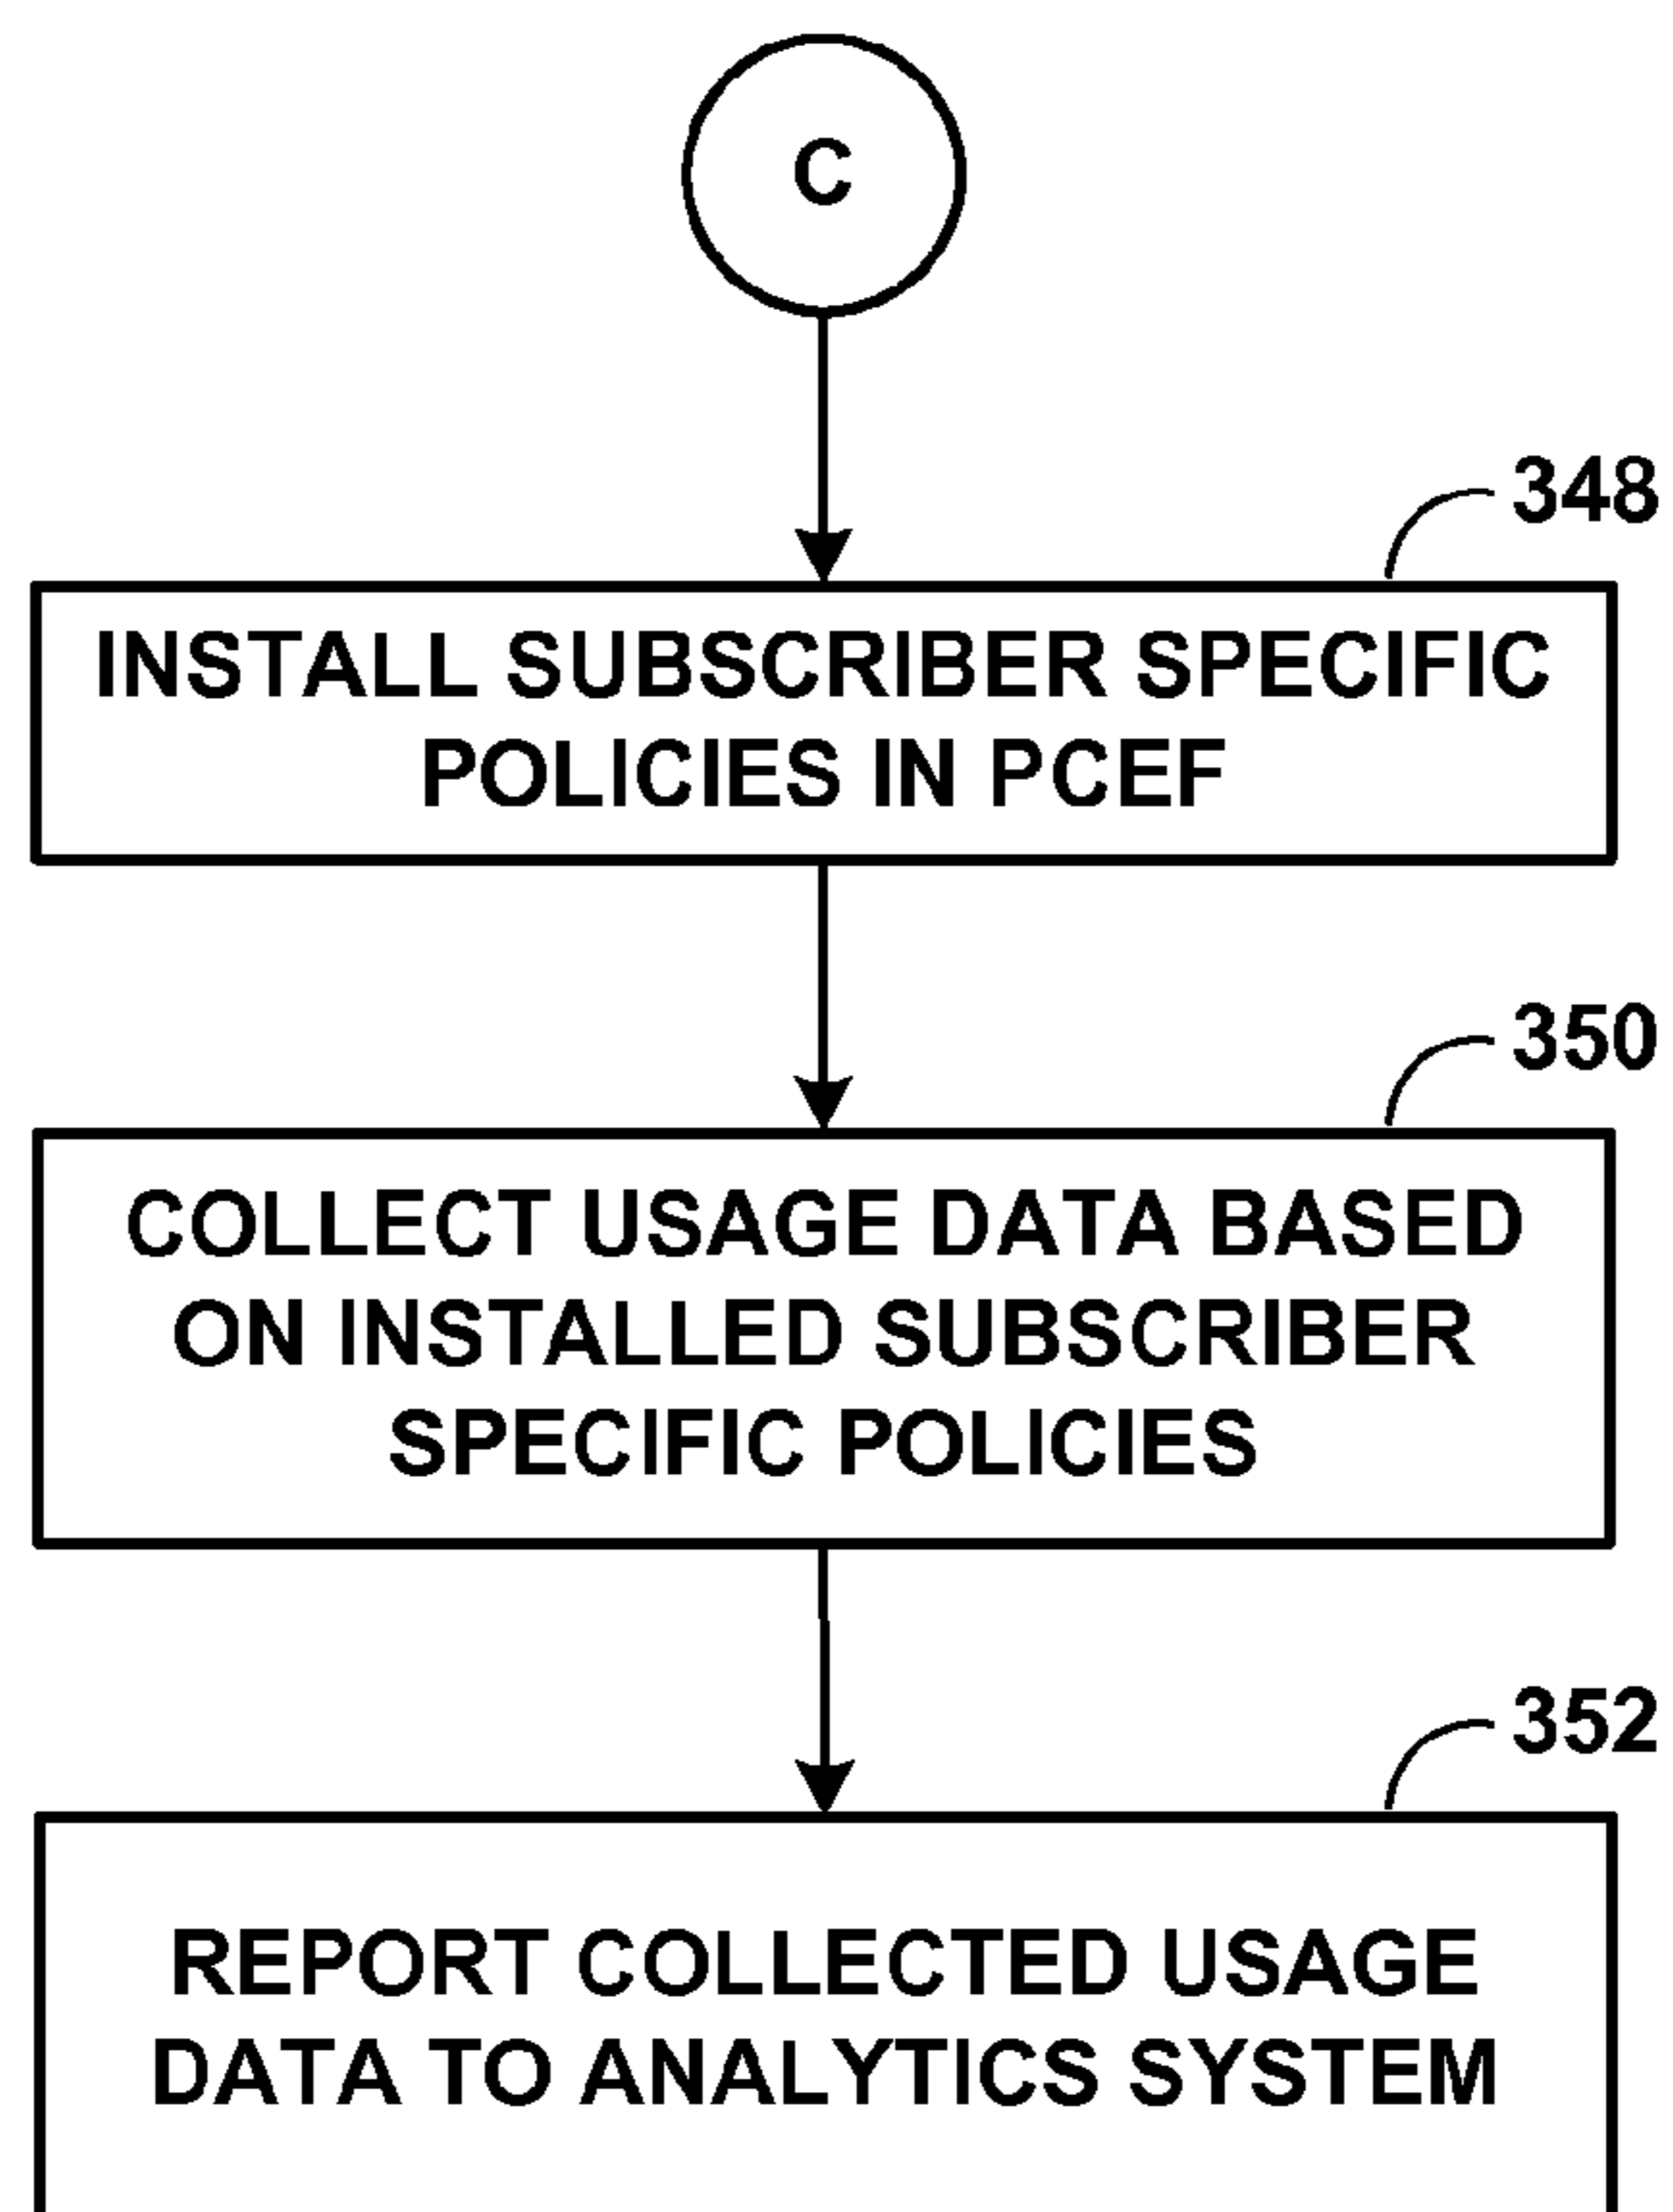 C
348
INSTALL SUBSCRIBER SPECIFIC
POLICIES IN PCEF
350
COLLECT USAGE DATA BASED
ON INSTALLED SUBSCRIBER
SPECIFIC POLICIES
352
REPORT COLLECTED USAGE
DATA TO ANALYTICS SYSTEM